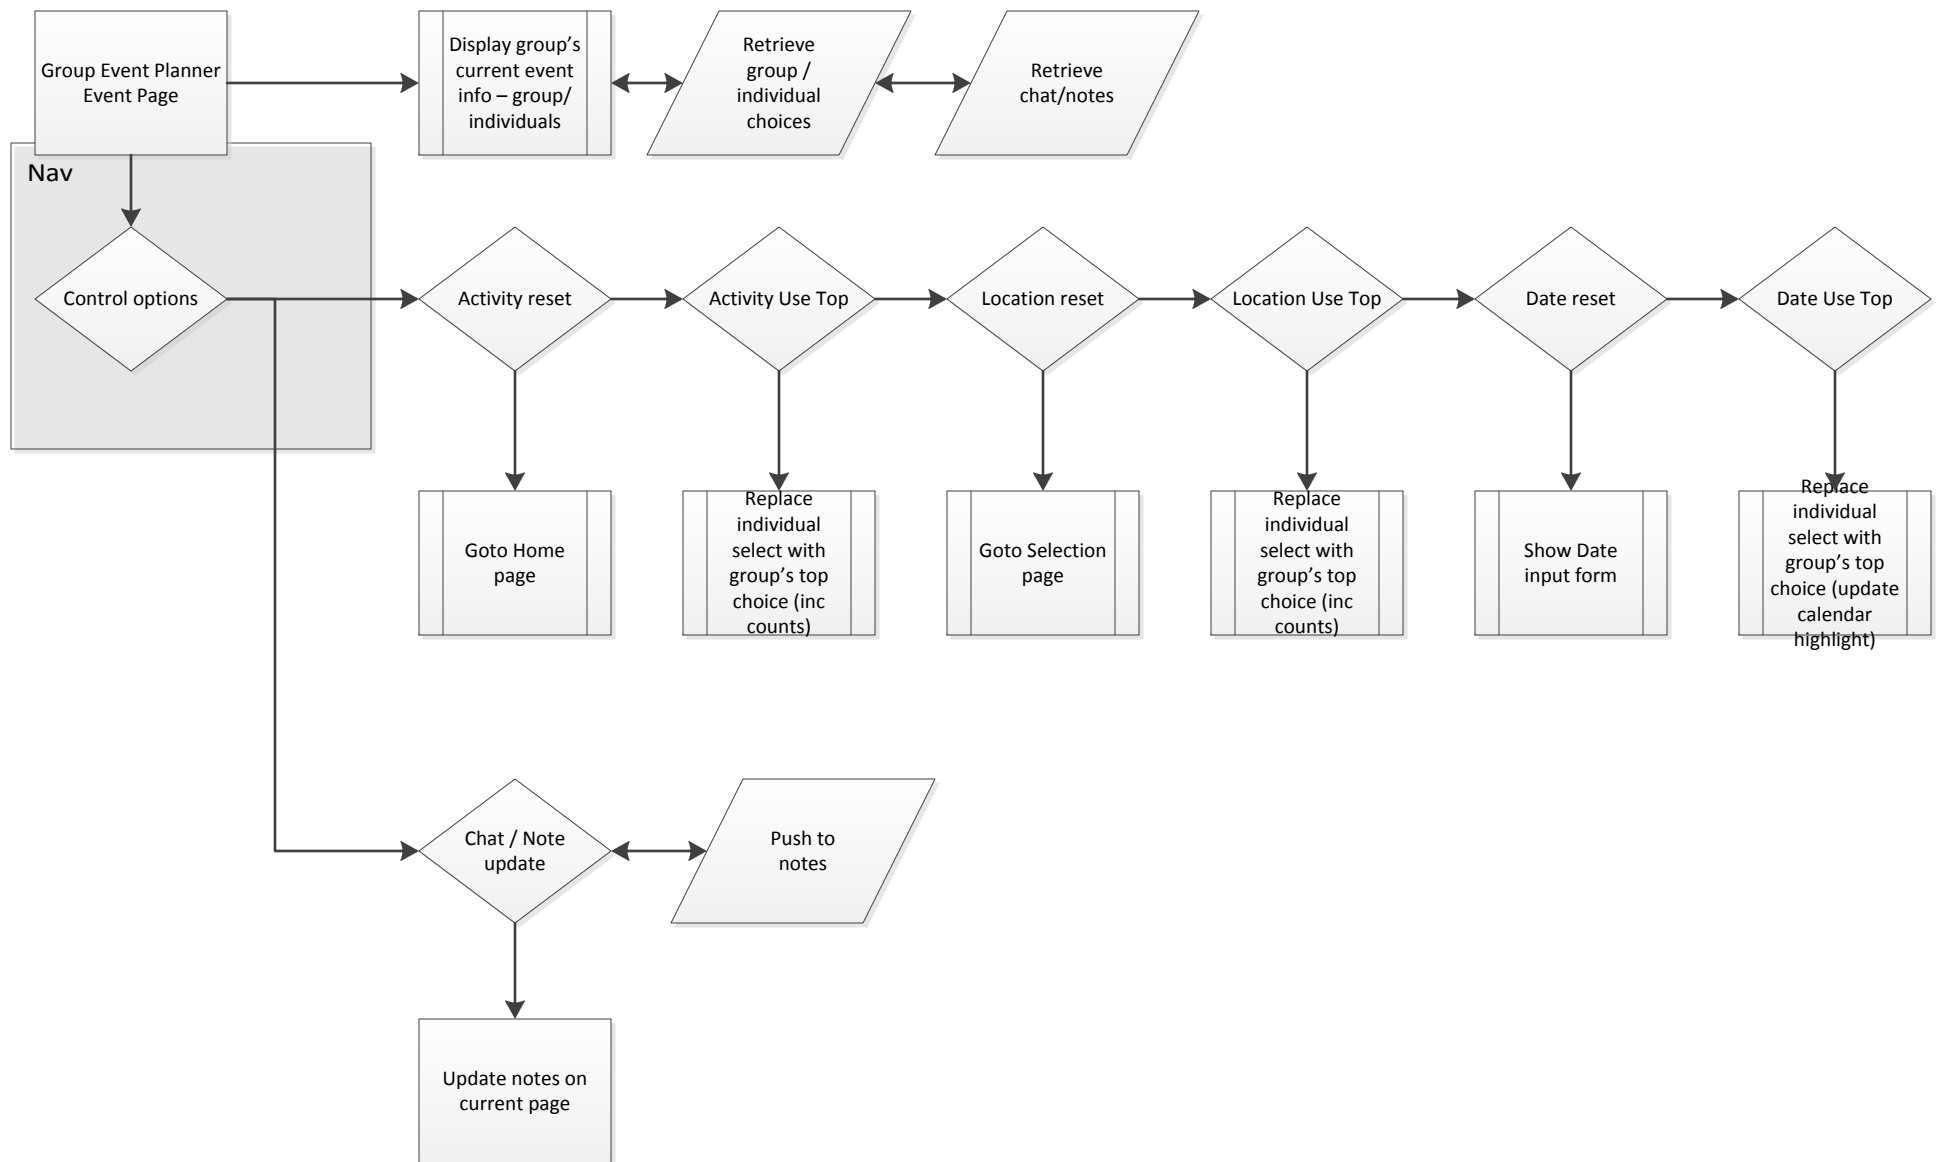 Group Event Planner
Event Page
Display group’s
current event
info – group/
individuals
Retrieve
group /
individual
choices
Retrieve
chat/notes
Nav
Control options
Activity reset
Activity Use Top
Location reset
Location Use Top
Date reset
Date Use Top
Goto Home
page
Replace
individual
select with
group’s top
choice (inc
counts)
Goto Selection
page
Replace
individual
select with
group’s top
choice (inc
counts)
Show Date
input form
Replace
individual
select with
group’s top
choice (update
calendar
highlight)
Chat / Note
update
Push to
notes
Update notes on
current page